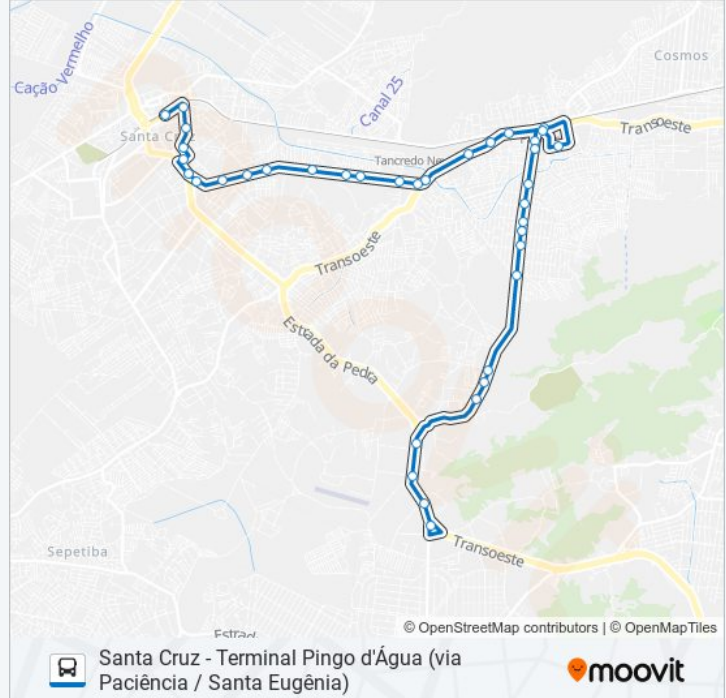 Cosmos
Cação Vermelho
Canal 25
Transoeste
Santa Cruz
Tancredo Ne
Transoeste
Estrada da Pedra
Transoeste
Sepetiba
Estrad
© OpenStreetMap contributors | © OpenMapTiles
Santa Cruz - Terminal Pingo d'Água (via
Paciência / Santa Eugênia)
moovit